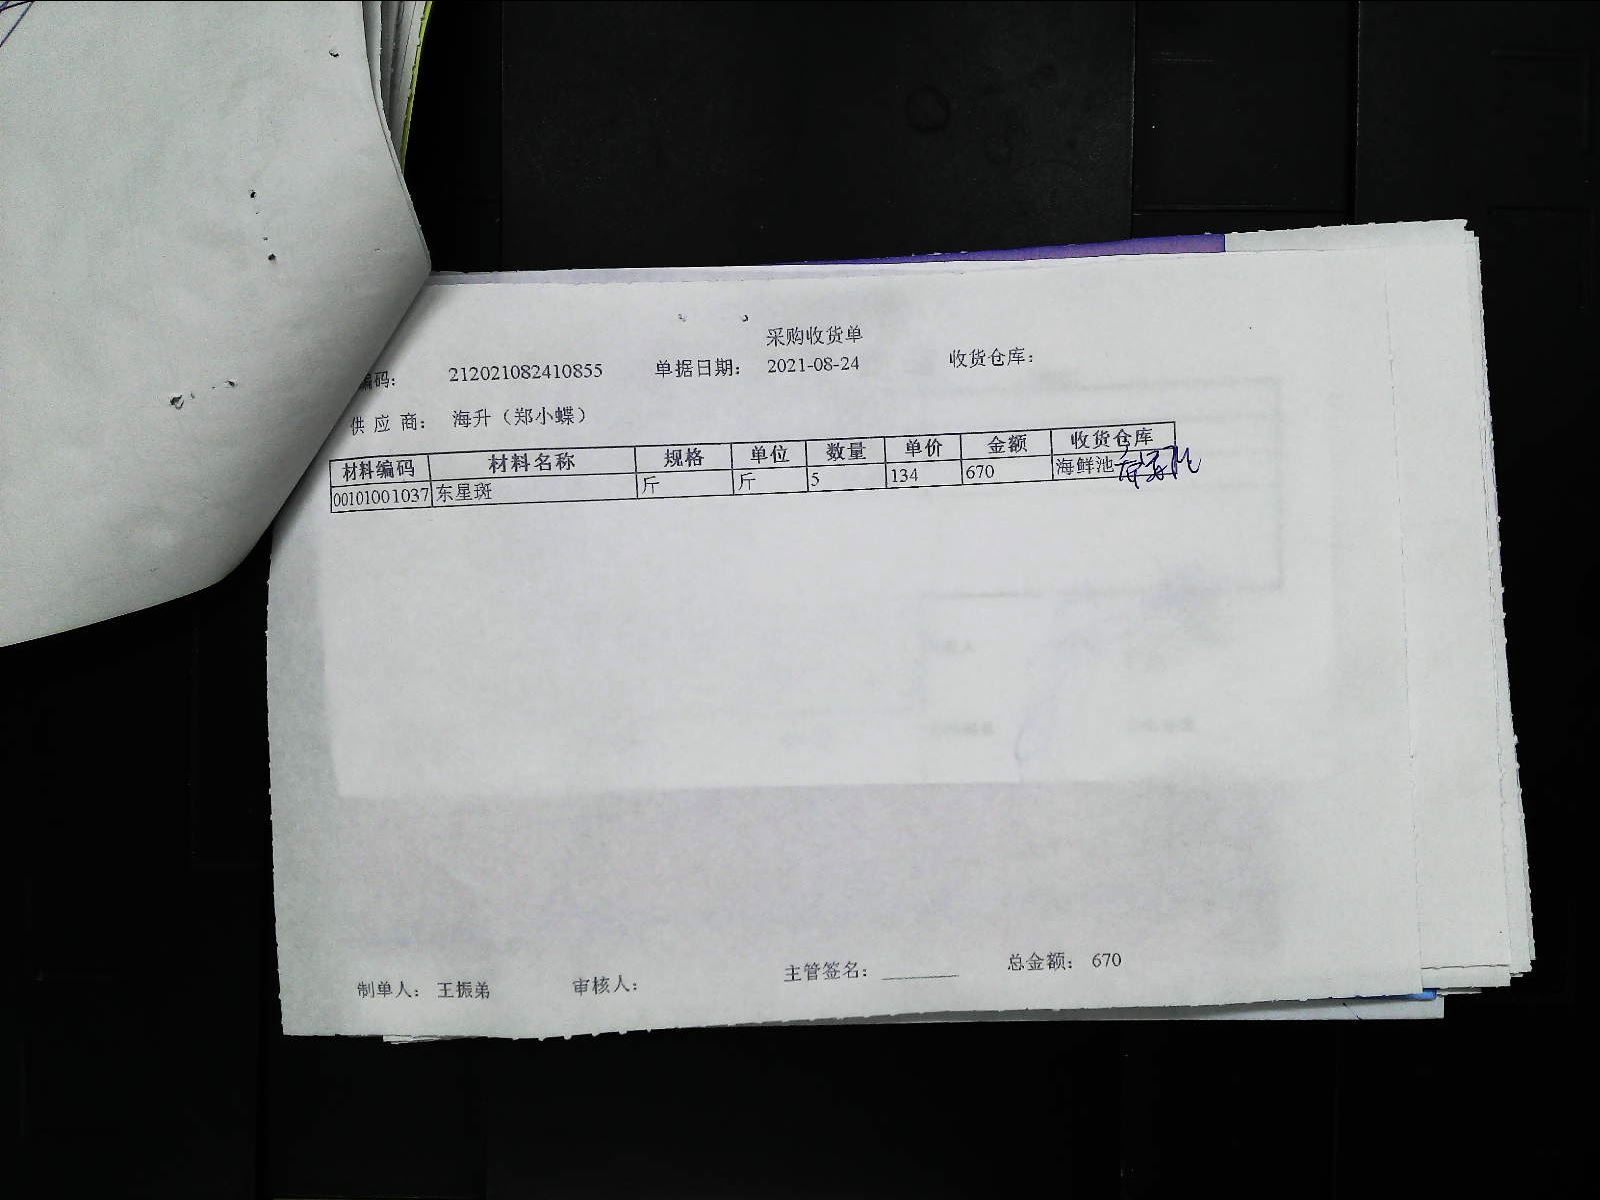 采购收货单
编码： 212021082410855 单据日期： 2021-08-24 收货仓库：
供应商： 海升（郑小蝶）
材料编码 材料名称 规格 单位 数量 单价 金额 收货仓库
00101001037 东星斑 斤 斤 5 134 670 海鲜池
制单人： 王振弟 审核人： 主管签名： 总金额： 670